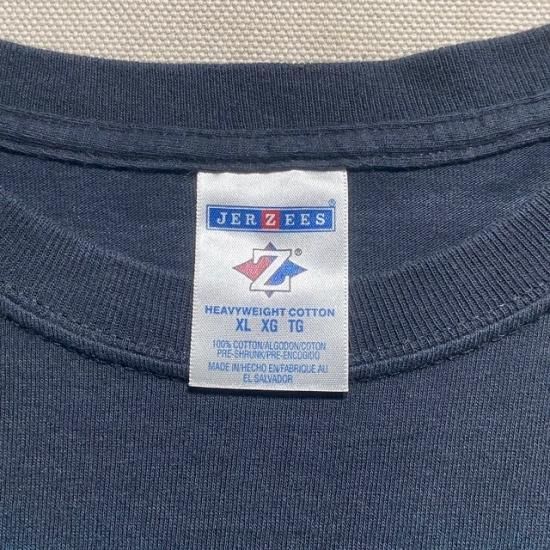 JERZEES®
Z®
HEAVYWEIGHT COTTON
XL XG TG
100% COTTON/ALGODON/COTON
PRE-SHRUNK/PRE-ENCOGIDO
MADE IN/HECHO EN/FABRIQUE AU
EL SALVADOR